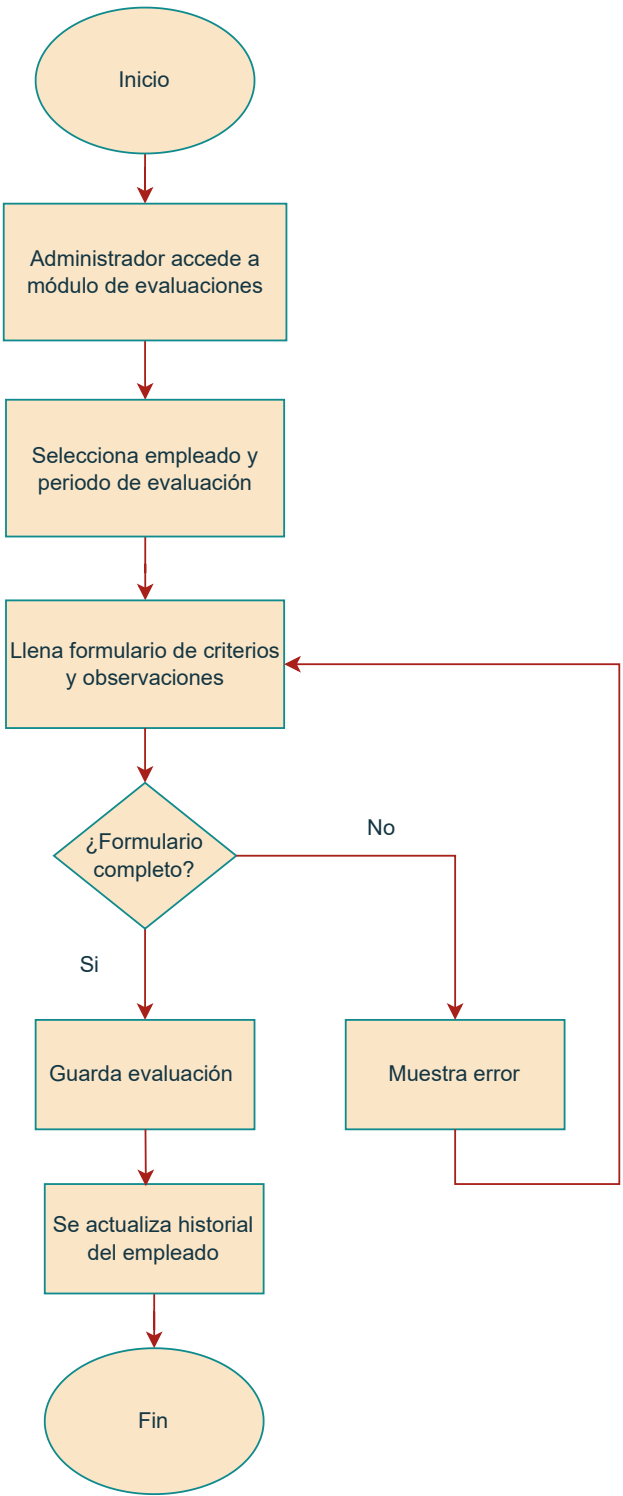 Inicio
Administrador accede a
módulo de evaluaciones
Selecciona empleado y
periodo de evaluación
Llena formulario de criterios
y observaciones
¿Formulario
completo?
No
Si
Guarda evaluación
Muestra error
Se actualiza historial
del empleado
Fin